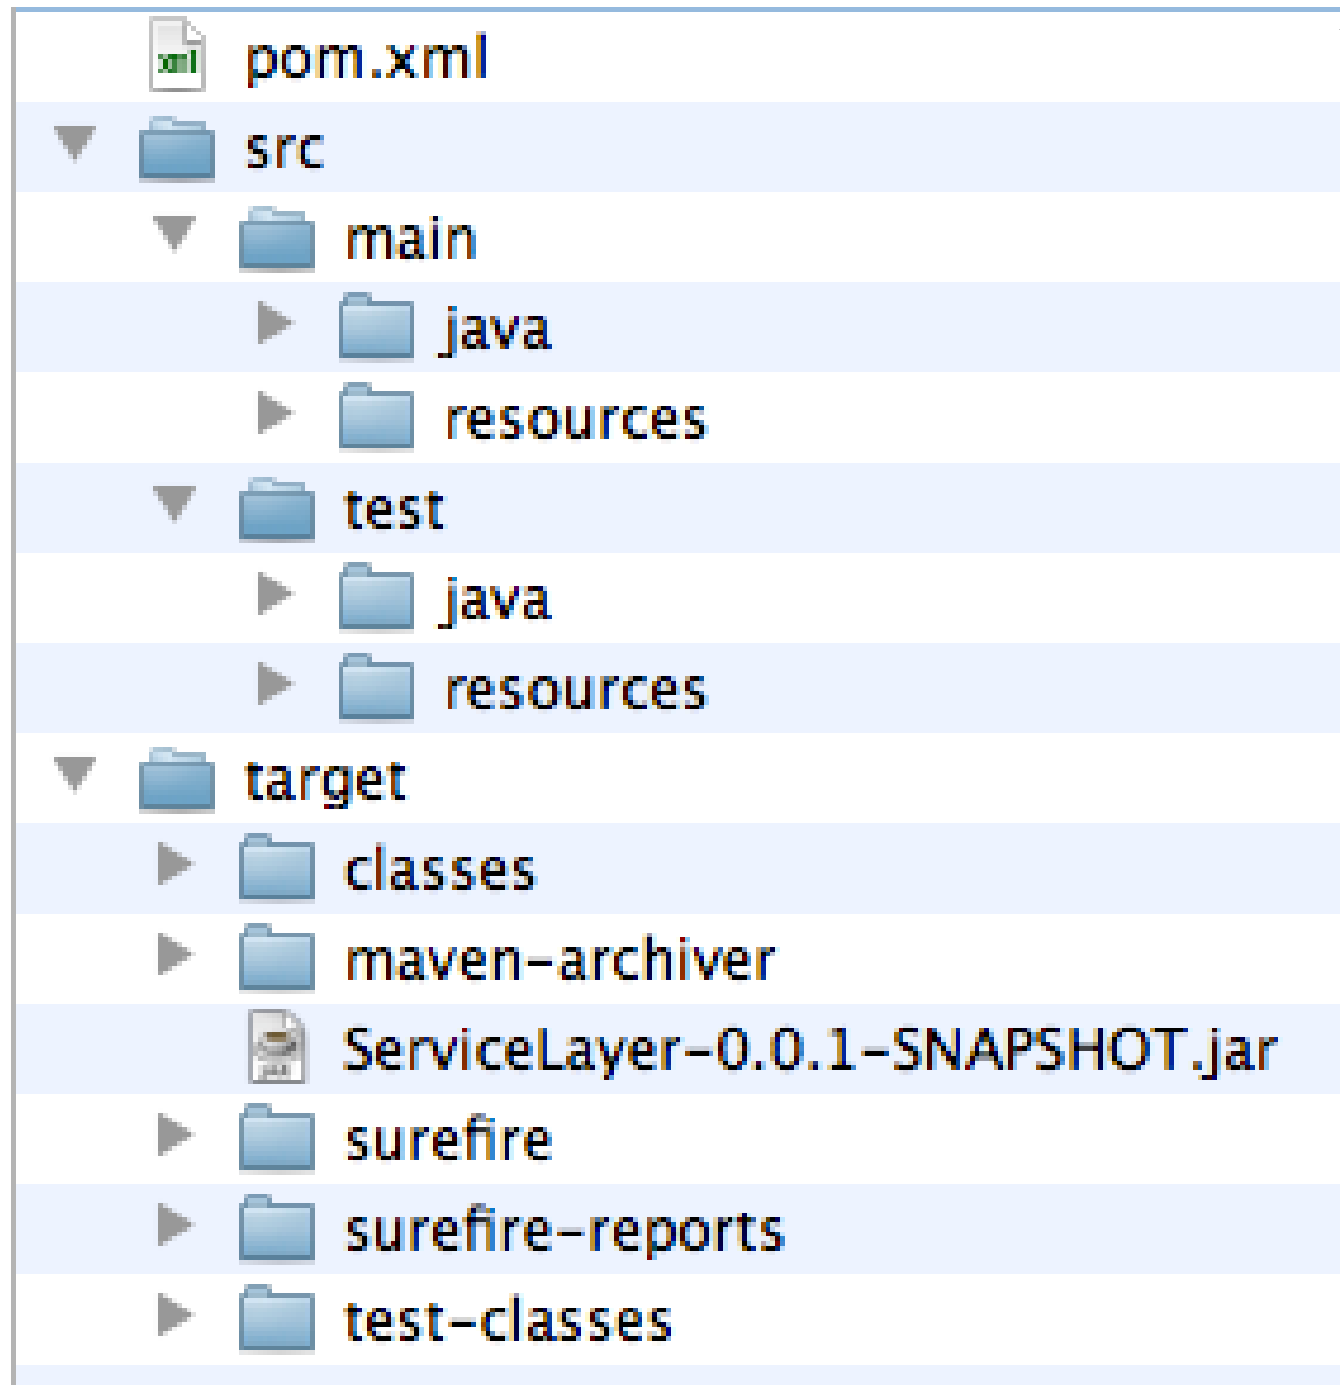 pom.xml
src
main
java
resources
test
java
resources
target
classes
maven-archiver
ServiceLayer-0.0.1-SNAPSHOT.jar
surefire
surefire-reports
test-classes